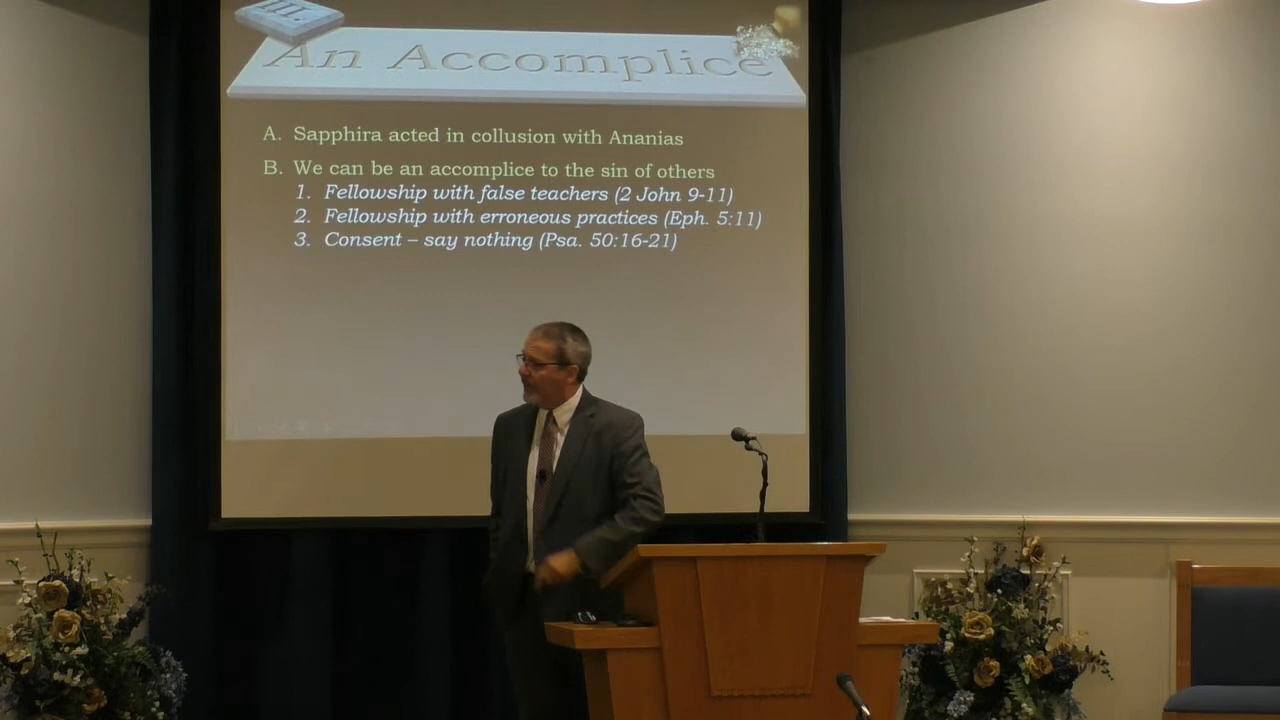 III.
An Accomplice
A. Sapphira acted in collusion with Ananias
B. We can be an accomplice to the sin of others
1. Fellowship with false teachers (2 John 9-11)
2. Fellowship with erroneous practices (Eph. 5:11)
3. Consent – say nothing (Psa. 50:16-21)